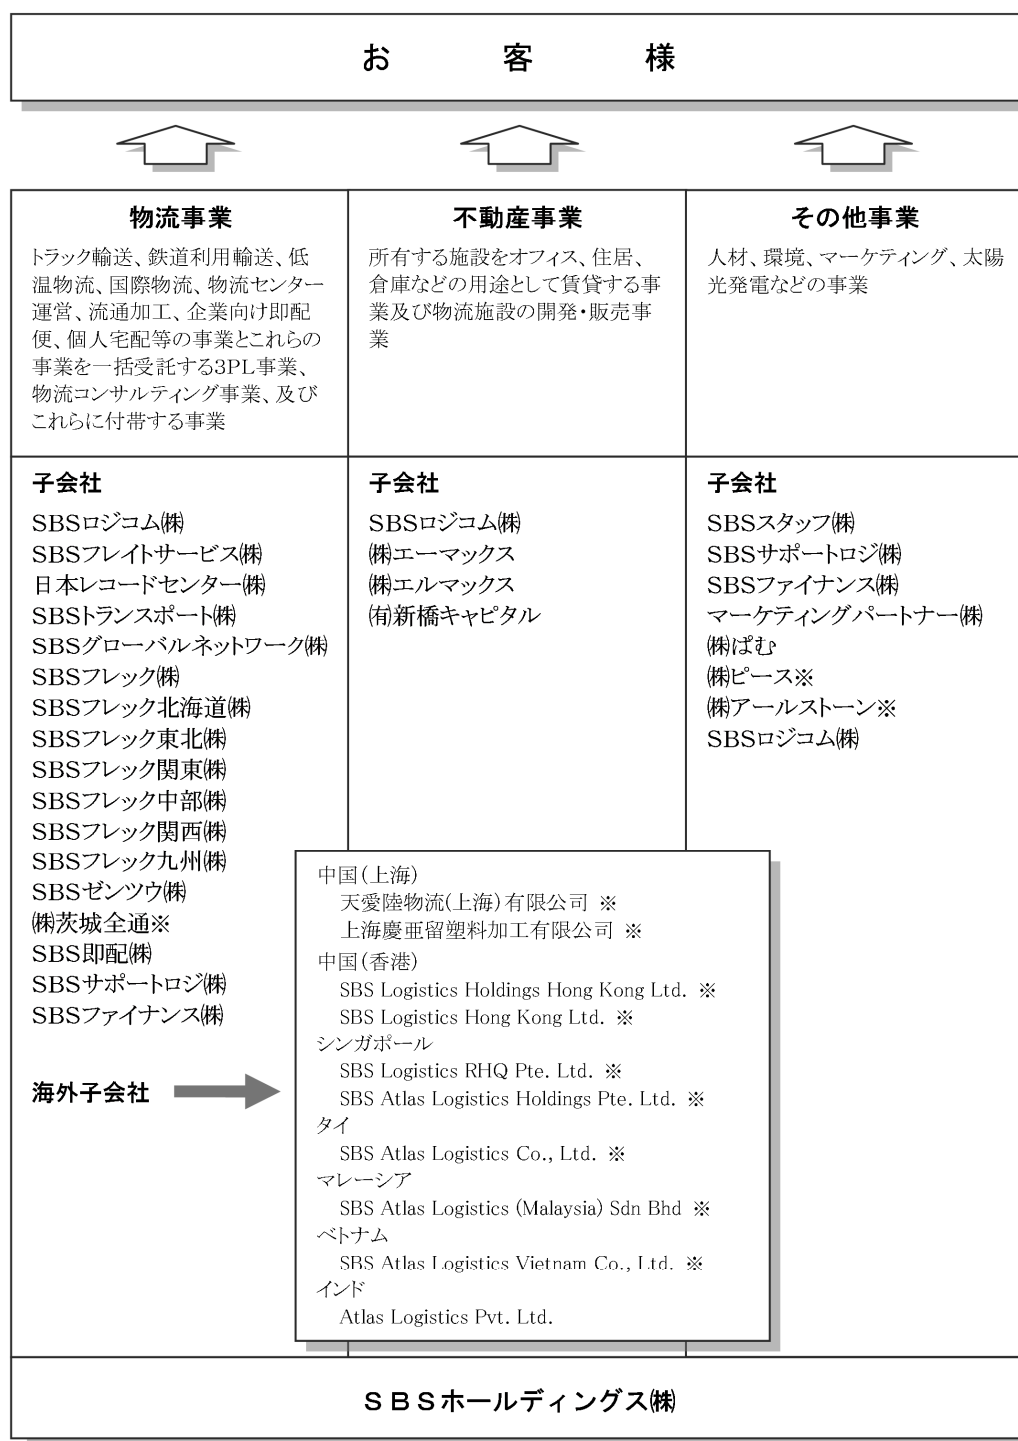 お客様
物流事業
トラック輸送、鉄道利用輸送、低
温物流、国際物流、物流センター
運営、流通加工、企業向け即配
便、個人宅配等の事業とこれらの
事業を一括受託する3PL事業、
物流コンサルティング事業、及び
これらに付帯する事業
不動産事業
所有する施設をオフィス、住居、
倉庫などの用途として賃貸する事
業及び物流施設の開発・販売事
業
その他事業
人材、環境、マーケティング、太陽
光発電などの事業
子会社
SBSロジコム㈱
SBSフレイトサービス㈱
日本レコードセンター㈱
SBSトランスポート㈱
SBSグローバルネットワーク㈱
SBSフレック㈱
SBSフレック北海道㈱
SBSフレック東北㈱
SBSフレック関東㈱
SBSフレック中部㈱
SBSフレック関西㈱
SBSフレック九州㈱
SBSゼンツウ㈱
㈱茨城全通※
SBS即配㈱
SBSサポートロジ㈱
SBSファイナンス㈱
海外子会社
子会社
SBSロジコム㈱
㈱エーマックス
㈱エルマックス
㈲新橋キャピタル
子会社
SBSスタッフ㈱
SBSサポートロジ㈱
SBSファイナンス㈱
マーケティングパートナー㈱
㈱ぱむ
㈱ピース※
㈱アールストーン※
SBSロジコム㈱
中国(上海)
天愛陸物流(上海)有限公司 ※
上海慶亜留塑料加工有限公司 ※
中国(香港)
SBS Logistics Holdings Hong Kong Ltd. ※
SBS Logistics Hong Kong Ltd. ※
シンガポール
SBS Logistics RHQ Pte. Ltd. ※
SBS Atlas Logistics Holdings Pte. Ltd. ※
タイ
SBS Atlas Logistics Co., Ltd. ※
マレーシア
SBS Atlas Logistics (Malaysia) Sdn Bhd ※
ベトナム
SBS Atlas Logistics Vietnam Co., Ltd. ※
インド
Atlas Logistics Pvt. Ltd.
SBSホールディングス㈱